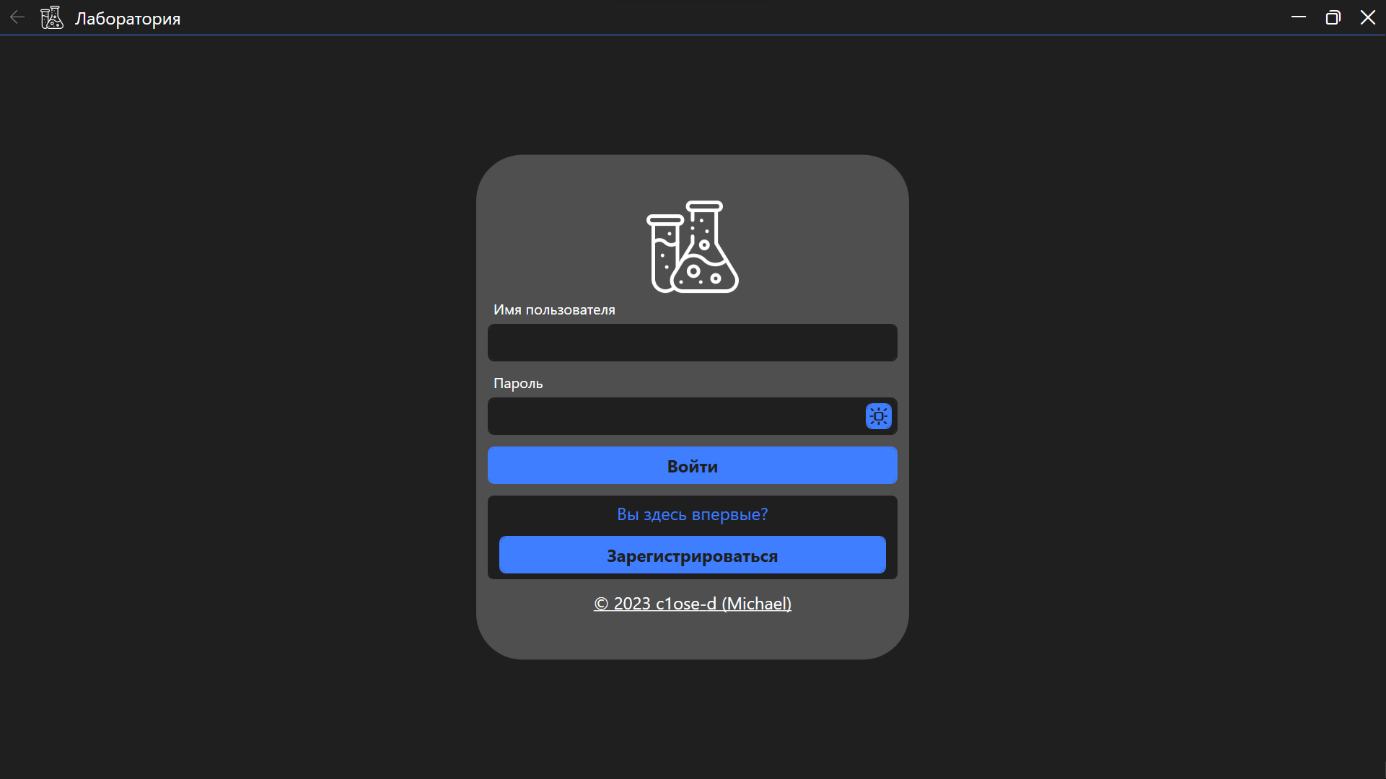 Лаборатория
Имя пользователя
Пароль
Войти
Вы здесь впервые?
Зарегистрироваться
© 2023 c1ose-d (Michael)